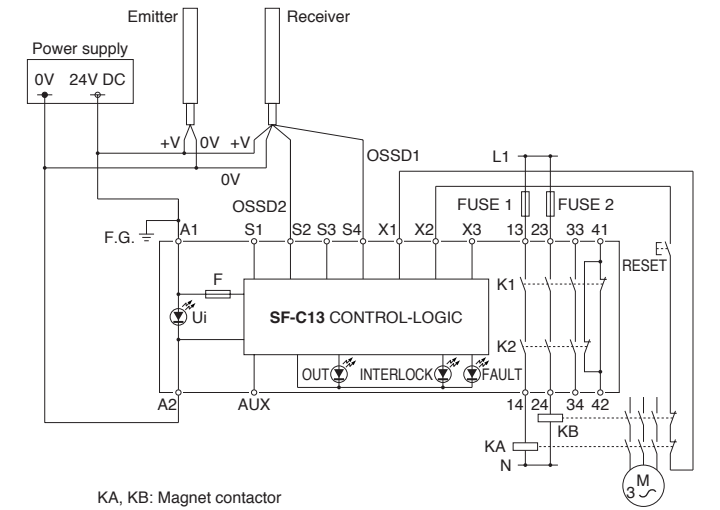 Emitter
Receiver
Power supply
0V 24V DC
+V 0V +V
0V
OSSD1
OSSD2
L1
FUSE 1
FUSE 2
F.G.
A1 S1 S2 S3 S4 X1 X2 X3 13 23 33 41
RESET
F
K1
Ui
SF-C13 CONTROL-LOGIC
K2
OUT INTERLOCK FAULT
A2 AUX 14 24 34 42
KB
KA
N
M
3
KA, KB: Magnet contactor